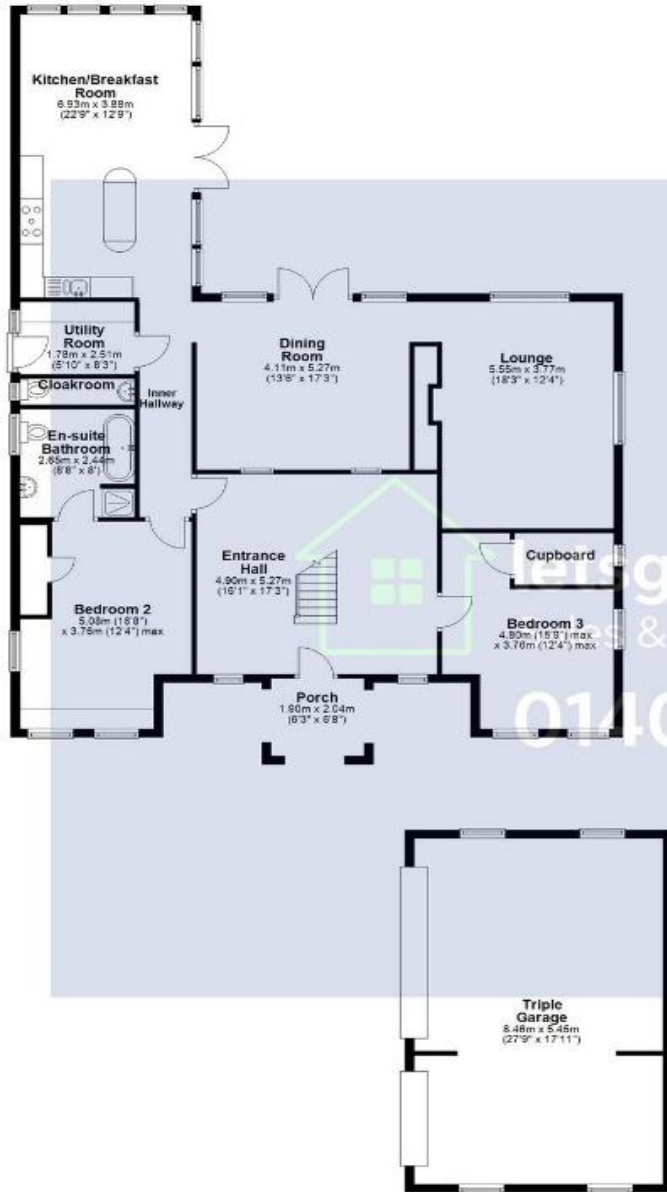 Kitchen/Breakfast
Room
6.93m x 3.88m
(22'9" x 12'9")
Utility
Room
1.78m x 2.51m
(5'10" x 8'3")
Cloakroom
Inner
Hallway
En-suite
Bathroom
2.65m x 2.44m
(8'8" x 8')
Dining
Room
4.11m x 5.27m
(13'6" x 17'3")
Lounge
5.55m x 3.77m
(18'3" x 12'4")
Entrance
Hall
4.90m x 5.27m
(16'1" x 17'3")
Cupboard
letsg
Bedroom 2
5.08m (16'8")
x 3.76m (12'4") max
Bedroom 3
4.80m (15'9") max
x 3.76m (12'4") max
s &
Porch
1.90m x 2.04m
(6'3" x 6'8")
0140
Triple
Garage
8.46m x 5.45m
(27'9" x 17'11")